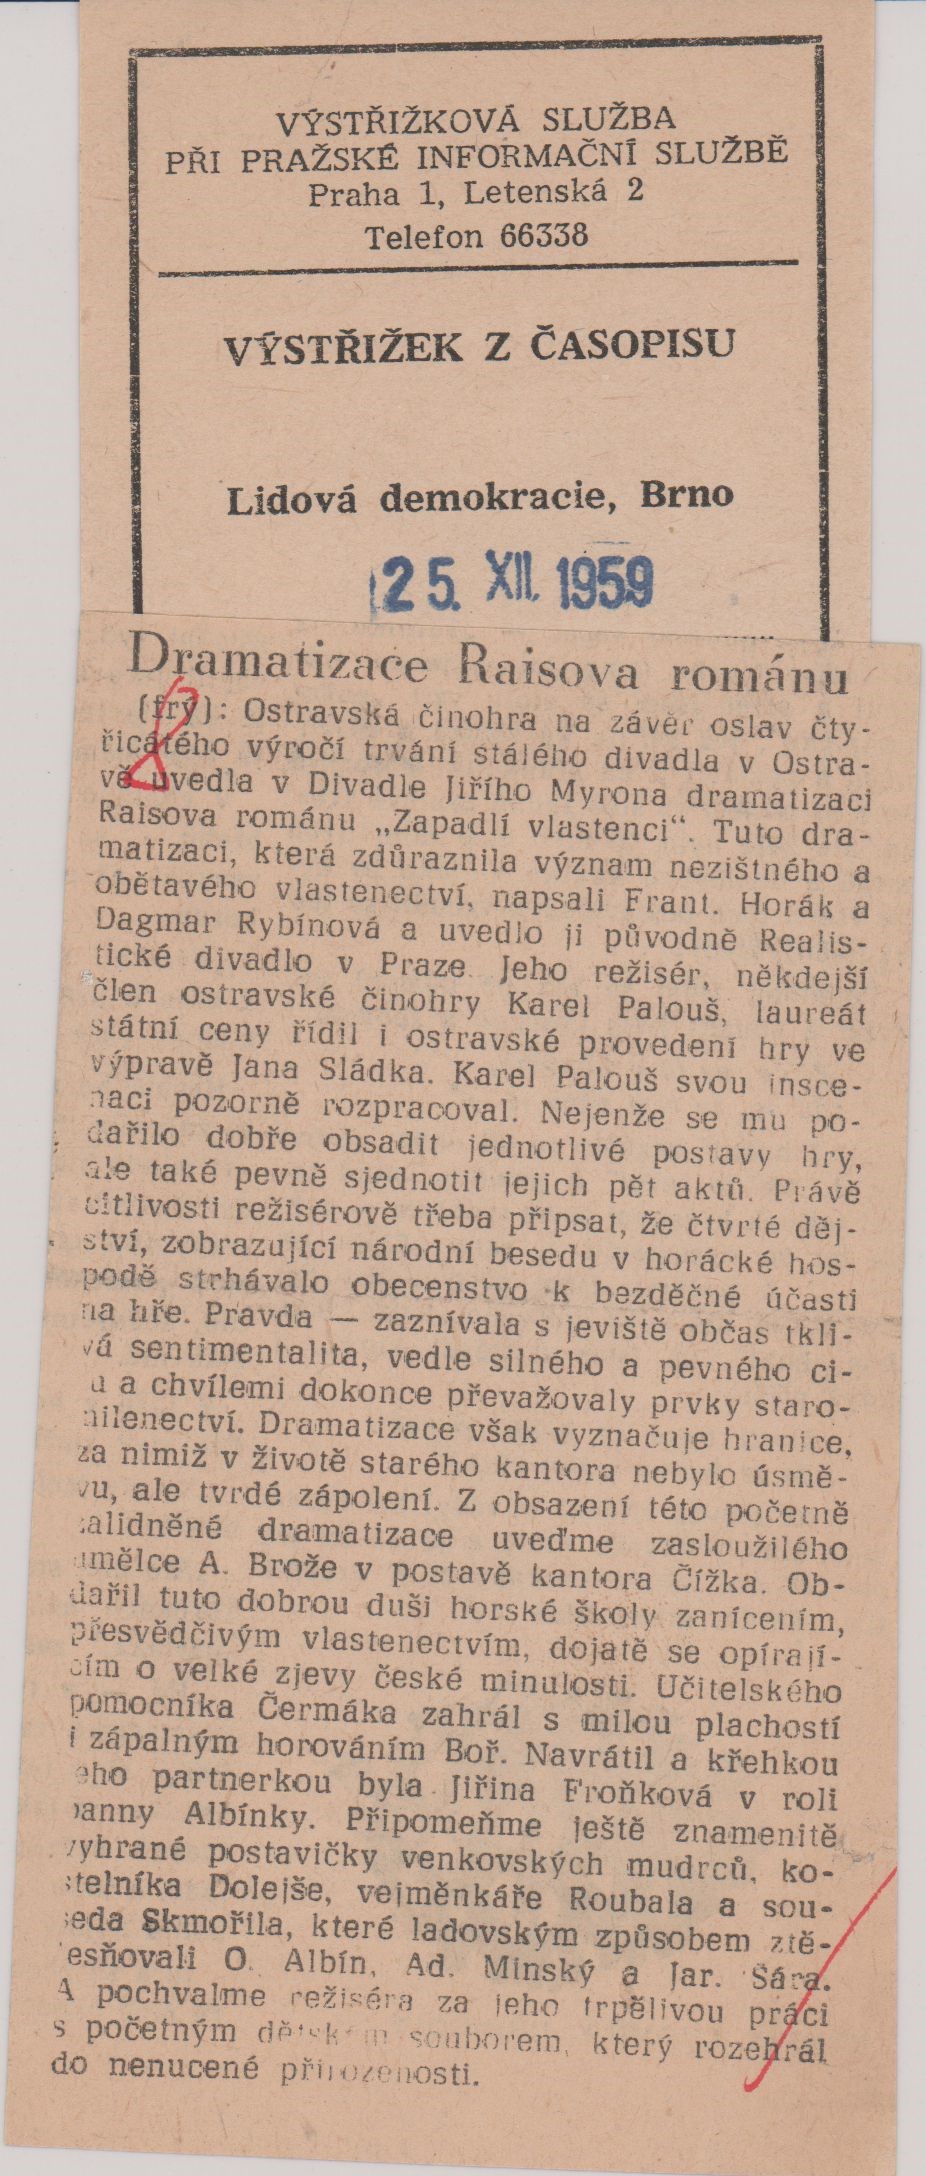 VÝSTŘIŽKOVÁ SLUŽBA
PŘI PRAŽSKÉ INFORMAČNÍ SLUŽBĚ
Praha 1, Letenská 2
Telefon 66338
VÝSTŘIŽEK Z ČASOPISU
Lidová demokracie, Brno
25. XII. 1959
Dramatizace Raisova románu
(frý): Ostravská činohra na závěr oslav čty-
řicátého výročí trvání stálého divadla v Ostra-
vě uvedla v Divadle Jiřího Myrona dramatizaci
Raisova románu „Zapadlí vlastenci“. Tuto dra-
matizaci, která zdůraznila význam nezištného a
obětavého vlastenectví, napsali Frant. Horák a
Dagmar Rybínová a uvedlo ji původně Realis-
tické divadlo v Praze. Jeho režisér, někdejší
člen ostravské činohry Karel Palouš, laureát
státní ceny řídil i ostravské provedení hry ve
výpravě Jana Sládka. Karel Palouš svou insce-
naci pozorně rozpracoval. Nejenže se mu po-
dařilo dobře obsadit jednotlivé postavy hry,
ale také pevně sjednotit jejich pět aktů. Právě
citlivosti režisérově třeba připsat, že čtvrté děj-
ství, zobrazující národní besedu v horácké hos-
podě strhávalo obecenstvo k bezděčné účasti
na hře. Pravda — zaznívala s jeviště občas tkli-
vá sentimentalita, vedle silného a pevného ci-
u a chvílemi dokonce převažovaly prvky staro-
milenectví. Dramatizace však vyznačuje hranice,
za nimiž v životě starého kantora nebylo úsmě-
vu, ale tvrdé zápolení. Z obsazení této početně
zalidněné dramatizace uveďme zasloužilého
umělce A. Brože v postavě kantora Čížka. Ob-
dařil tuto dobrou duši horské školy zanícením,
přesvědčivým vlastenectvím, dojatě se opírají-
cím o velké zjevy české minulosti. Učitelského
pomocníka Čermáka zahrál s milou plachostí
i zápalným horováním Boř. Navrátil a křehkou
eho partnerkou byla Jiřina Froňková v roli
panny Albínky. Připomeňme ještě znamenitě
vyhrané postavičky venkovských mudrců, ko-
stelníka Dolejše, vejměnkáře Roubala a sou-
seda Skmořila, které ladovským způsobem ztě-
esňovali O. Albín, Ad. Minský a Jar. Sára.
A pochvalme režiséra za jeho trpělivou práci
s početným dětským souborem, který rozehrál
do nenucené přirozenosti.